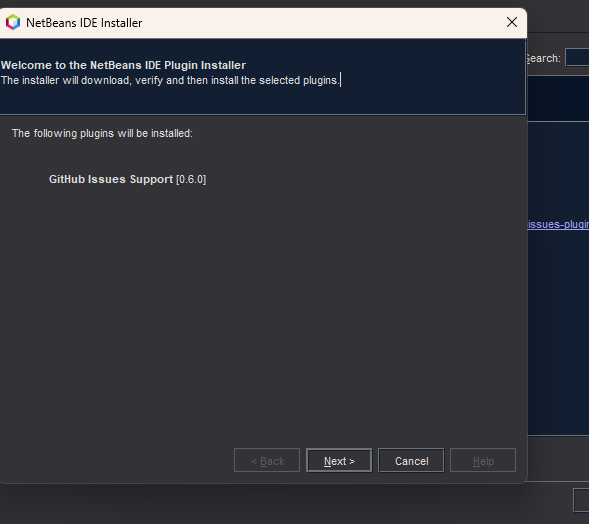 NetBeans IDE Installer
Welcome to the NetBeans IDE Plugin Installer
The installer will download, verify and then install the selected plugins.
Search:
The following plugins will be installed:
GitHub Issues Support [0.6.0]
issues-plugin
< Back
Next >
Cancel
Help